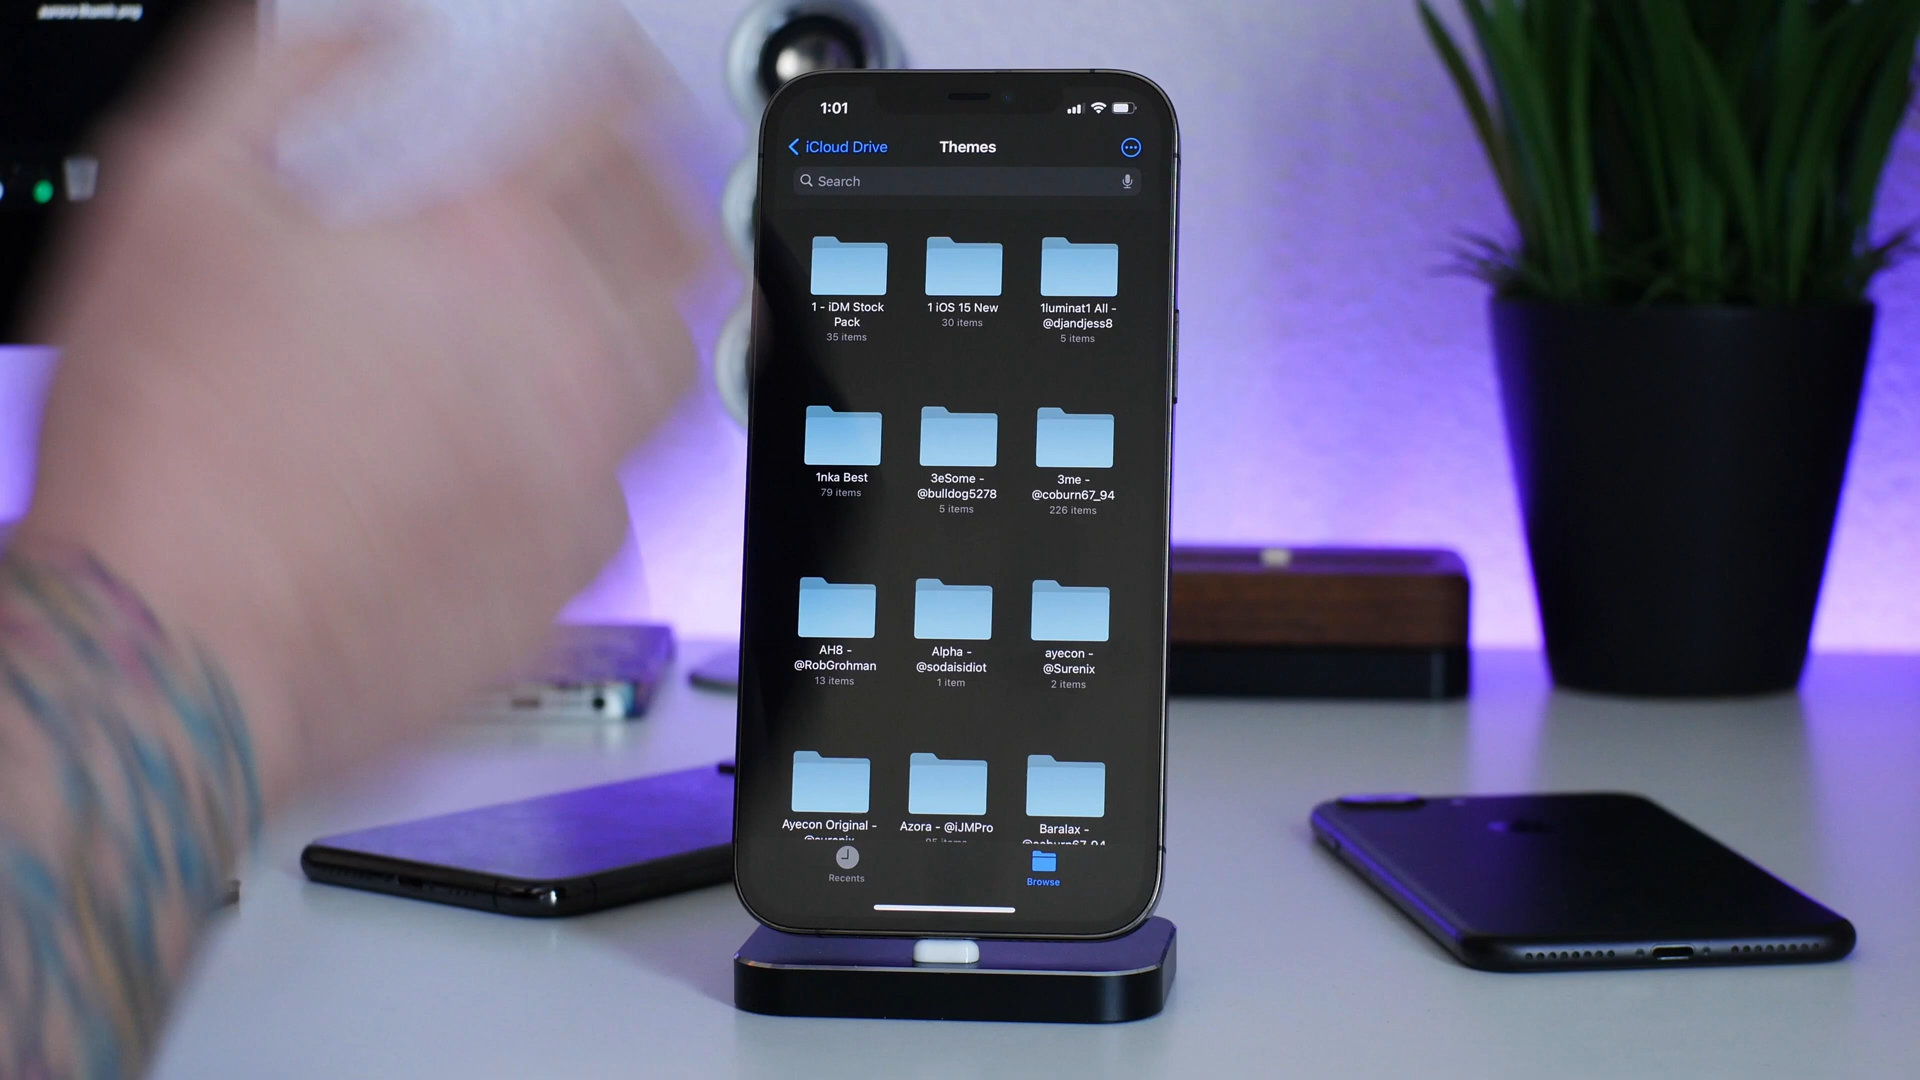 1:01
iCloud Drive
Themes
Search
1 - iDM Stock
Pack
35 items
1 iOS 15 New
30 items
1luminat1 All -
@djandjess8
5 items
1nka Best
79 items
3eSome -
@bulldog5278
5 items
3me -
@coburn67_94
226 items
AH8 -
@RobGrohman
13 items
Alpha -
@sodaisidiot
1 item
ayecon -
@Surenix
2 items
Ayecon Original -
Azora - @iJMPro
Baralax -
Recents
Browse